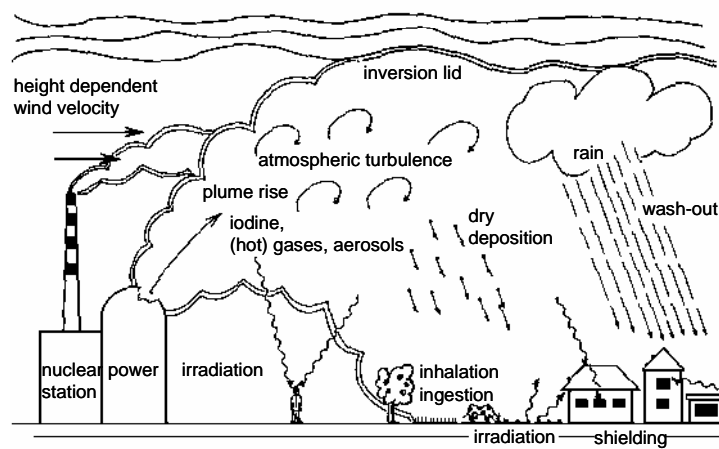 inversion lid
height dependent
wind velocity
rain
atmospheric turbulence
plume rise
wash-out
iodine,
(hot) gases, aerosols
dry
deposition
nuclear power
station
irradiation
inhalation
ingestion
irradiation
shielding